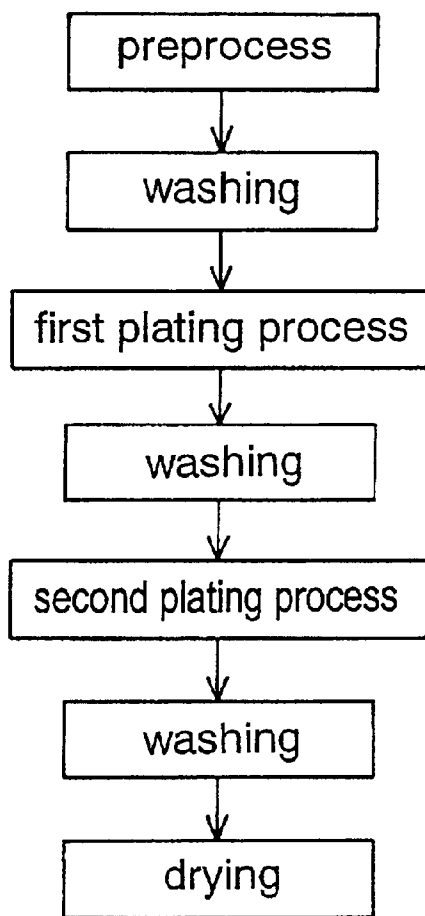 preprocess
washing
first plating process
washing
second plating process
washing
drying